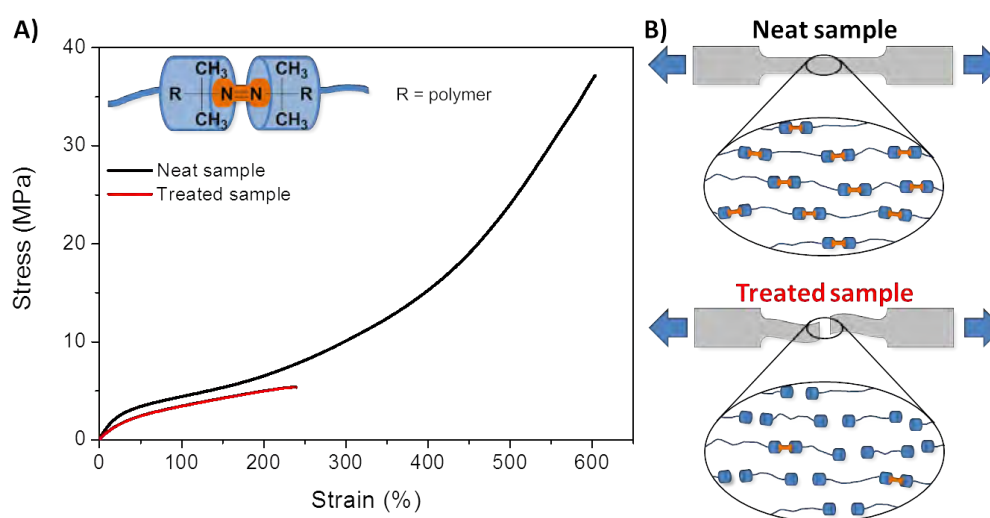 A)
40
30
20
10
0
Stress (MPa)
0 100 200 300 400 500 600
Strain (%)
CH3 CH3
R N=N R
CH3 CH3
R = polymer
Neat sample
Treated sample
B)
Neat sample
Treated sample